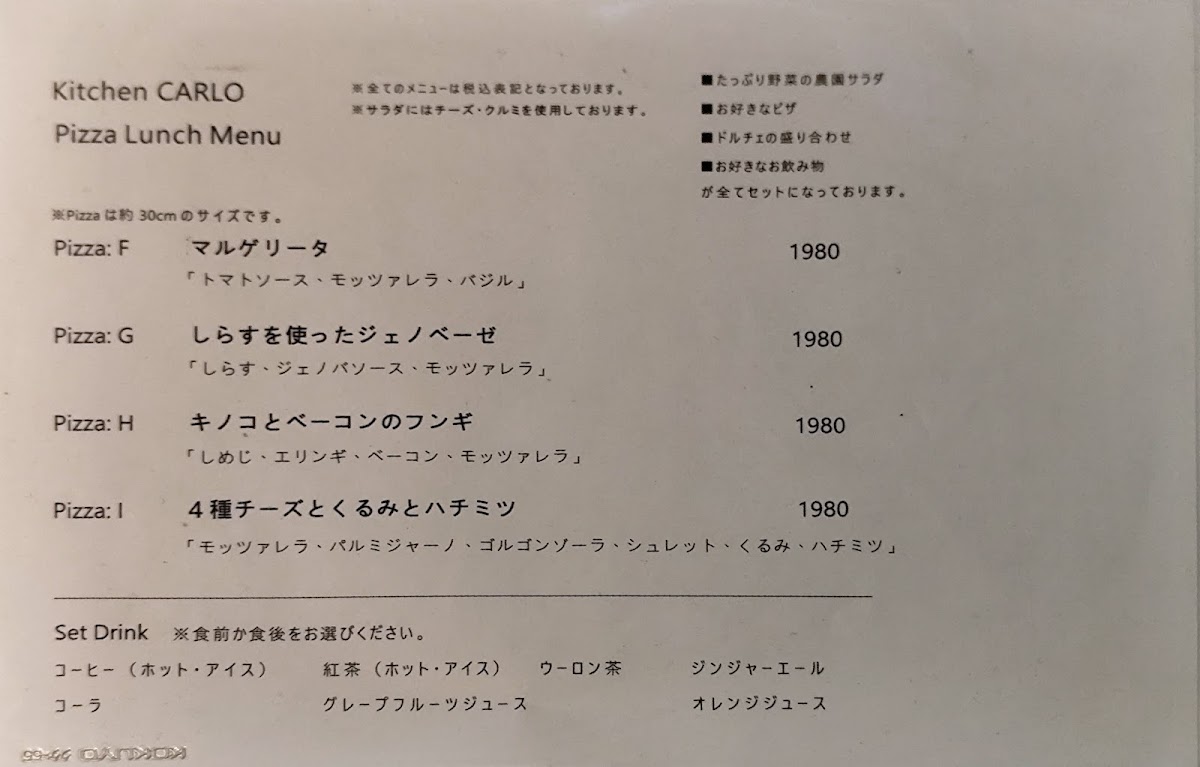 Kitchen CARLO
Pizza Lunch Menu
※全てのメニューは税込表記となっております。
※サラダにはチーズ・クルミを使用しております。
■たっぷり野菜の農園サラダ
■お好きなピザ
■ドルチェの盛り合わせ
■お好きなお飲み物
が全てセットになっております。
※Pizzaは約 30cmのサイズです。
Pizza: F マルゲリータ 1980
「トマトソース、モッツァレラ、バジル」
Pizza: G しらすを使ったジェノベーゼ 1980
「しらす、ジェノバソース、モッツァレラ」
Pizza: H キノコとベーコンのフンギ 1980
「しめじ、エリンギ、ベーコン、モッツァレラ」
Pizza: I 4種チーズとくるみとハチミツ 1980
「モッツァレラ、パルミジャーノ、ゴルゴンゾーラ、シュレット、くるみ、ハチミツ」
Set Drink ※食前か食後をお選びください。
コーヒー（ホット・アイス） 紅茶（ホット・アイス） ウーロン茶 ジンジャーエール
コーラ グレープフルーツジュース オレンジジュース